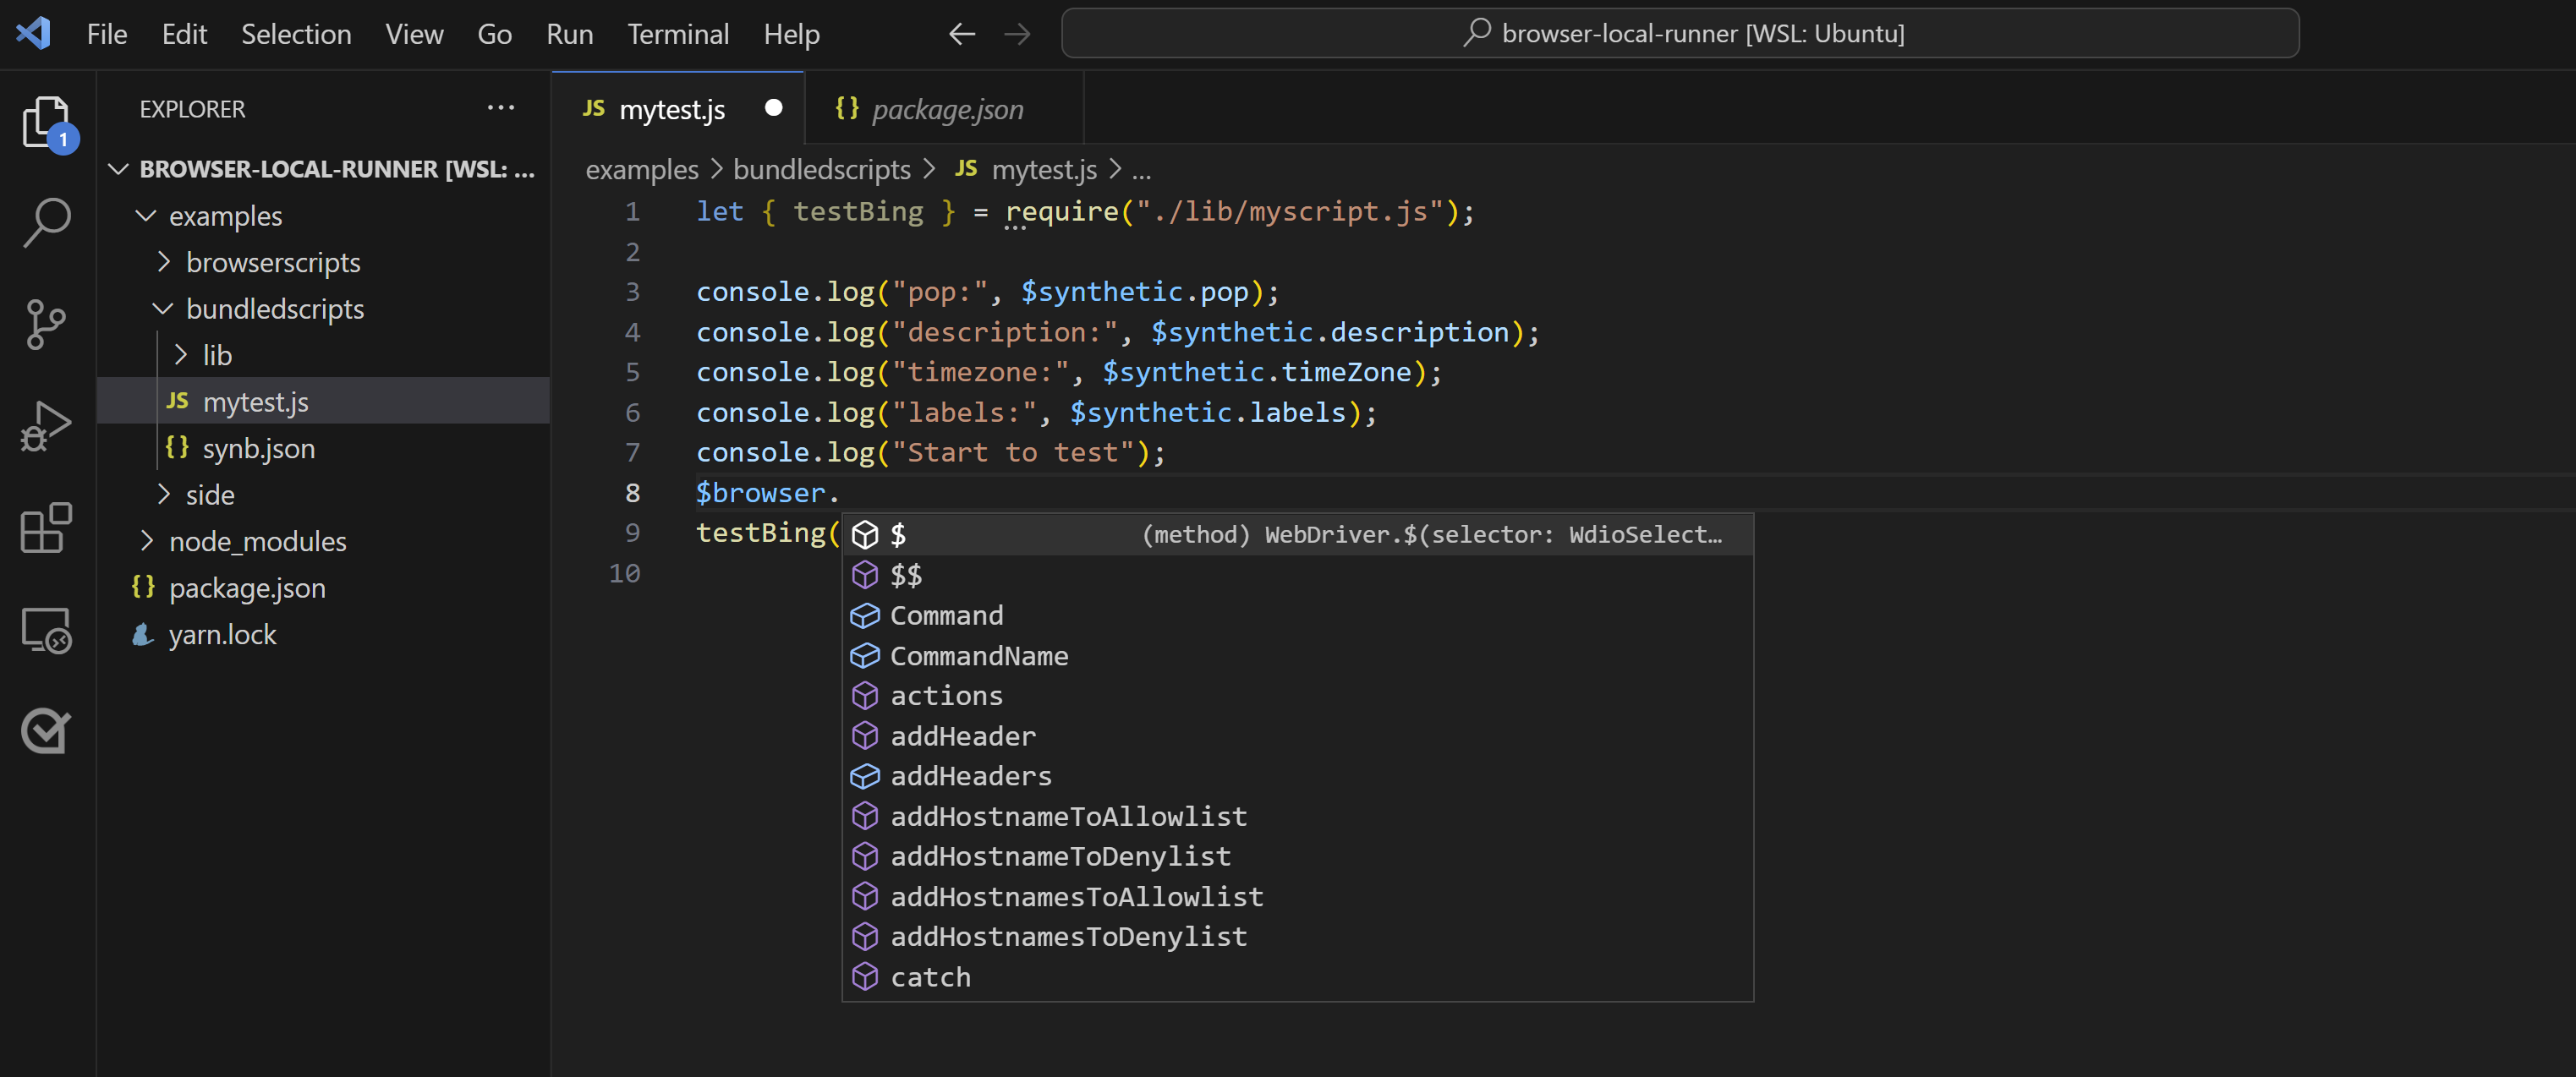 File Edit Selection View Go Run Terminal Help browser-local-runner [WSL: Ubuntu]
1
EXPLORER ...
BROWSER-LOCAL-RUNNER [WSL: ...
examples
browserscripts
bundledscripts
lib
JS mytest.js
{} synb.json
side
node_modules
{} package.json
yarn.lock
JS mytest.js {} package.json
examples > bundledscripts > JS mytest.js > ...
1 let { testBing } = require("./lib/myscript.js");
2
3 console.log("pop:", $synthetic.pop);
4 console.log("description:", $synthetic.description);
5 console.log("timezone:", $synthetic.timeZone);
6 console.log("labels:", $synthetic.labels);
7 console.log("Start to test");
8 $browser.
9 testBing(
10
$ (method) WebDriver.$(selector: WdioSelect...
$$
Command
CommandName
actions
addHeader
addHeaders
addHostnameToAllowlist
addHostnameToDenylist
addHostnamesToAllowlist
addHostnamesToDenylist
catch